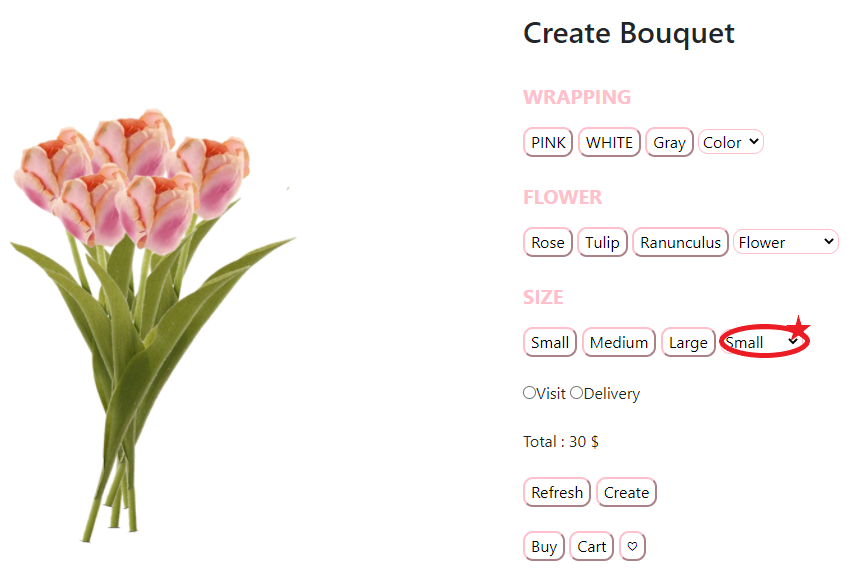 Create Bouquet
WRAPPING
PINK WHITE Gray Color
FLOWER
Rose Tulip Ranunculus Flower
SIZE
Small Medium Large Small
Visit Delivery
Total : 30 $
Refresh Create
Buy Cart ♡